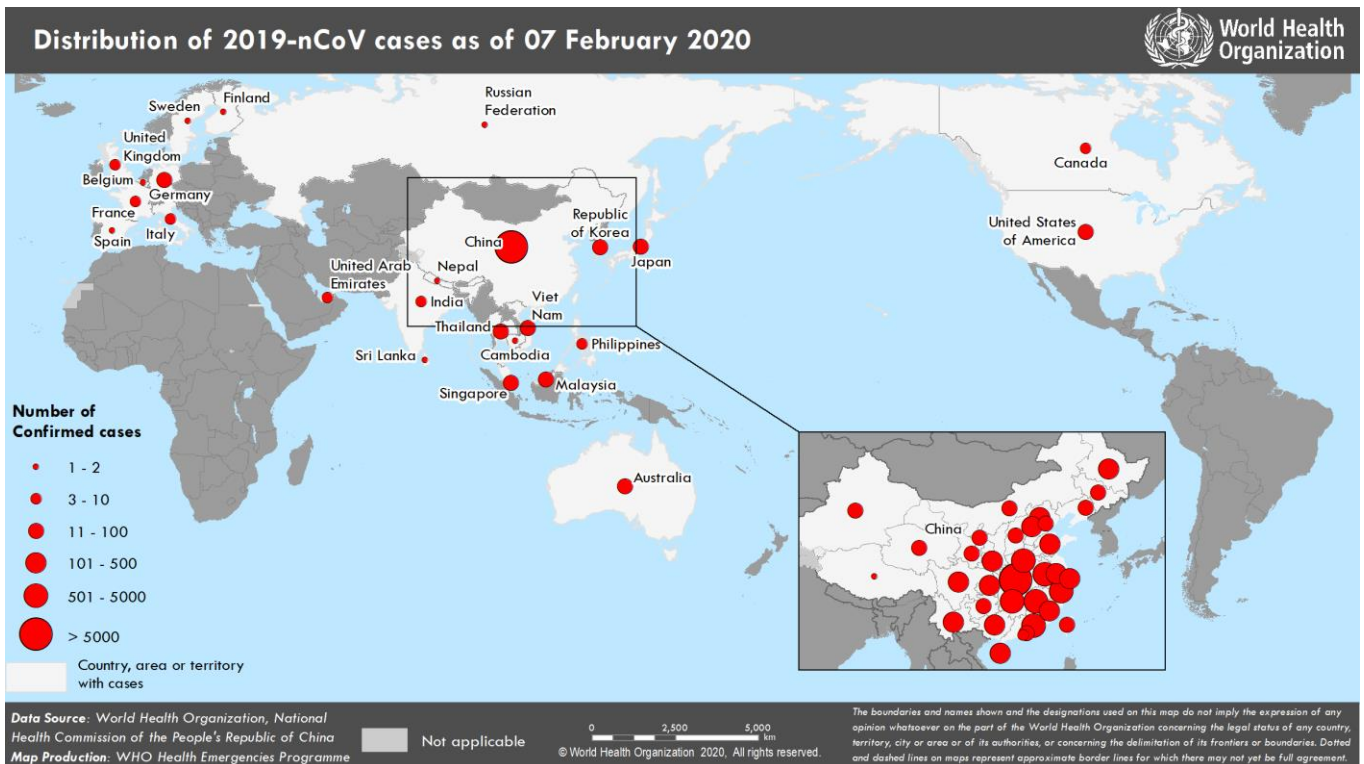 Distribution of 2019-nCoV cases as of 07 February 2020
World Health
Organization
Sweden
Finland
Russian
Federation
United
Kingdom
Belgium
Germany
France
Spain
Italy
Canada
United States
of America
China
Republic
of Korea
Japan
United Arab
Emirates
Nepal
India
Viet
Nam
Thailand
Cambodia
Philippines
Sri Lanka
Singapore
Malaysia
Australia
China
Number of
Confirmed cases
1 - 2
3 - 10
11 - 100
101 - 500
501 - 5000
> 5000
Country, area or territory
with cases
Data Source: World Health Organization, National
Health Commission of the People's Republic of China
Map Production: WHO Health Emergencies Programme
Not applicable
0 2,500 5,000
km
© World Health Organization 2020, All rights reserved.
The boundaries and names shown and the designations used on this map do not imply the expression of any
opinion whatsoever on the part of the World Health Organization concerning the legal status of any country,
territory, city or area or of its authorities, or concerning the delimitation of its frontiers or boundaries. Dotted
and dashed lines on maps represent approximate border lines for which there may not yet be full agreement.